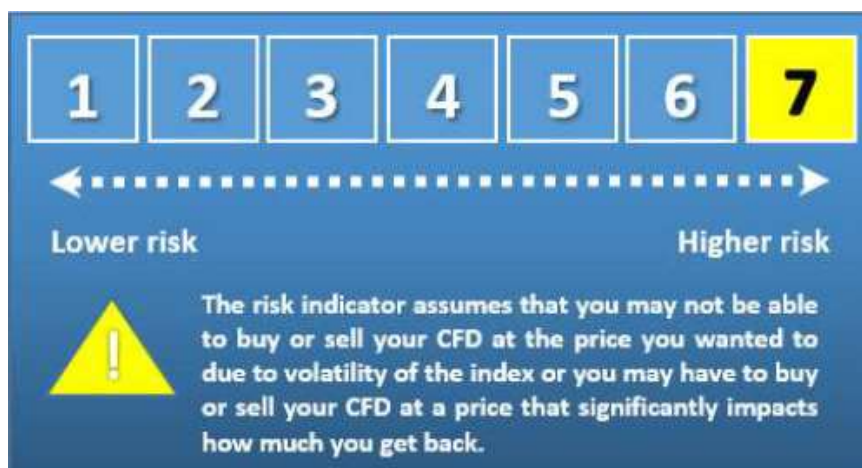 1 2 3 4 5 6 7
Lower risk Higher risk
!
The risk indicator assumes that you may not be able
to buy or sell your CFD at the price you wanted to
due to volatility of the index or you may have to buy
or sell your CFD at a price that significantly impacts
how much you get back.